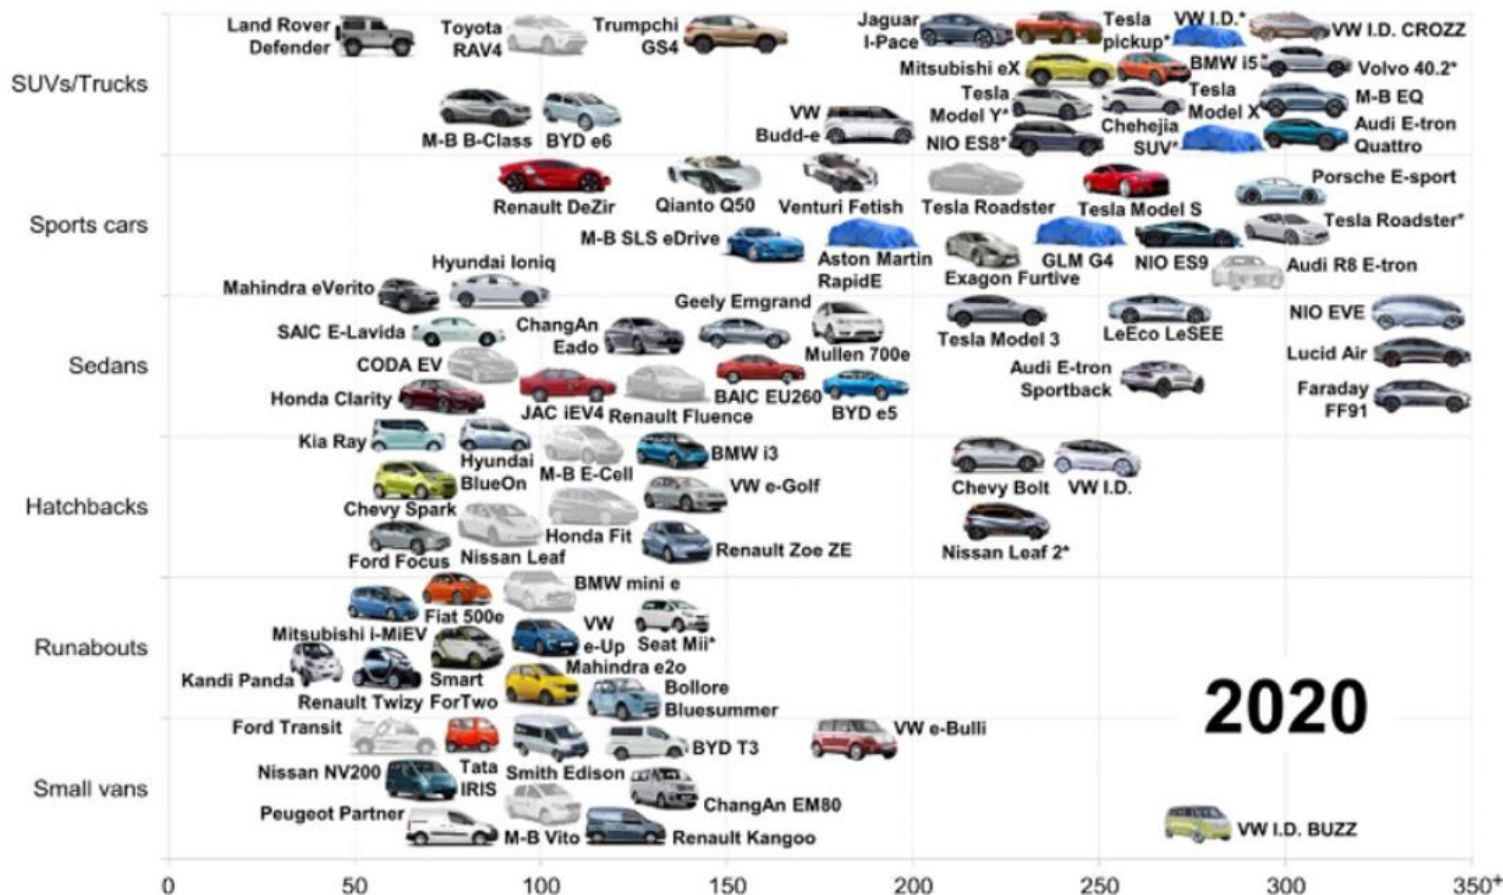 SUVs/Trucks
Land Rover
Defender
Toyota
RAV4
Trumpchi
GS4
Jaguar
I-Pace
Tesla
pickup*
VW I.D.*
VW I.D. CROZZ
Mitsubishi eX
BMW i5
Volvo 40.2*
M-B B-Class
BYD e6
VW
Budd-e
Tesla
Model Y*
Tesla
Model X
M-B EQ
NIO ES8*
Chehejia
SUV*
Audi E-tron
Quattro
Sports cars
Renault DeZir
Qianto Q50
Venturi Fetish
Tesla Roadster
Tesla Model S
Porsche E-sport
M-B SLS eDrive
Aston Martin
RapidE
Exagon Furtive
GLM G4
NIO ES9
Tesla Roadster*
Audi R8 E-tron
Sedans
Mahindra eVerito
Hyundai Ioniq
SAIC E-Lavida
ChangAn
Eado
Geely Emgrand
Mullen 700e
Tesla Model 3
LeEco LeSEE
NIO EVE
CODA EV
Lucid Air
Honda Clarity
JAC iEV4
Renault Fluence
BAIC EU260
BYD e5
Audi E-tron
Sportback
Faraday
FF91
Hatchbacks
Kia Ray
Hyundai
BlueOn
M-B E-Cell
BMW i3
Chevy Bolt
VW I.D.
Chevy Spark
VW e-Golf
Ford Focus
Nissan Leaf
Honda Fit
Renault Zoe ZE
Nissan Leaf 2*
Runabouts
Mitsubishi i-MiEV
Fiat 500e
BMW mini e
VW
e-Up
Seat Mii*
Kandi Panda
Renault Twizy
Smart
ForTwo
Mahindra e2o
Bollore
Bluesummer
2020
Small vans
Ford Transit
Tata
IRIS
Smith Edison
BYD T3
VW e-Bulli
Nissan NV200
ChangAn EM80
Peugeot Partner
M-B Vito
Renault Kangoo
VW I.D. BUZZ
0 50 100 150 200 250 300 350+